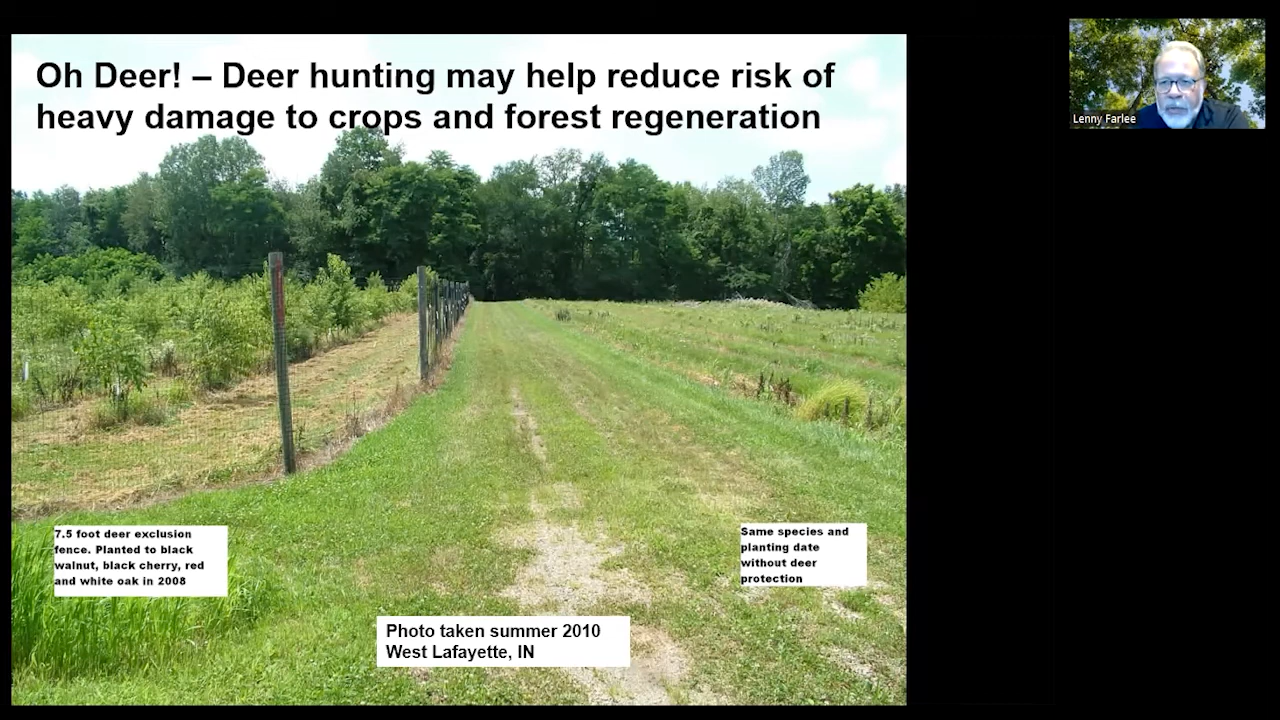 Oh Deer! – Deer hunting may help reduce risk of
heavy damage to crops and forest regeneration
Lenny Farlee
7.5 foot deer exclusion
fence. Planted to black
walnut, black cherry, red
and white oak in 2008
Same species and
planting date
without deer
protection
Photo taken summer 2010
West Lafayette, IN